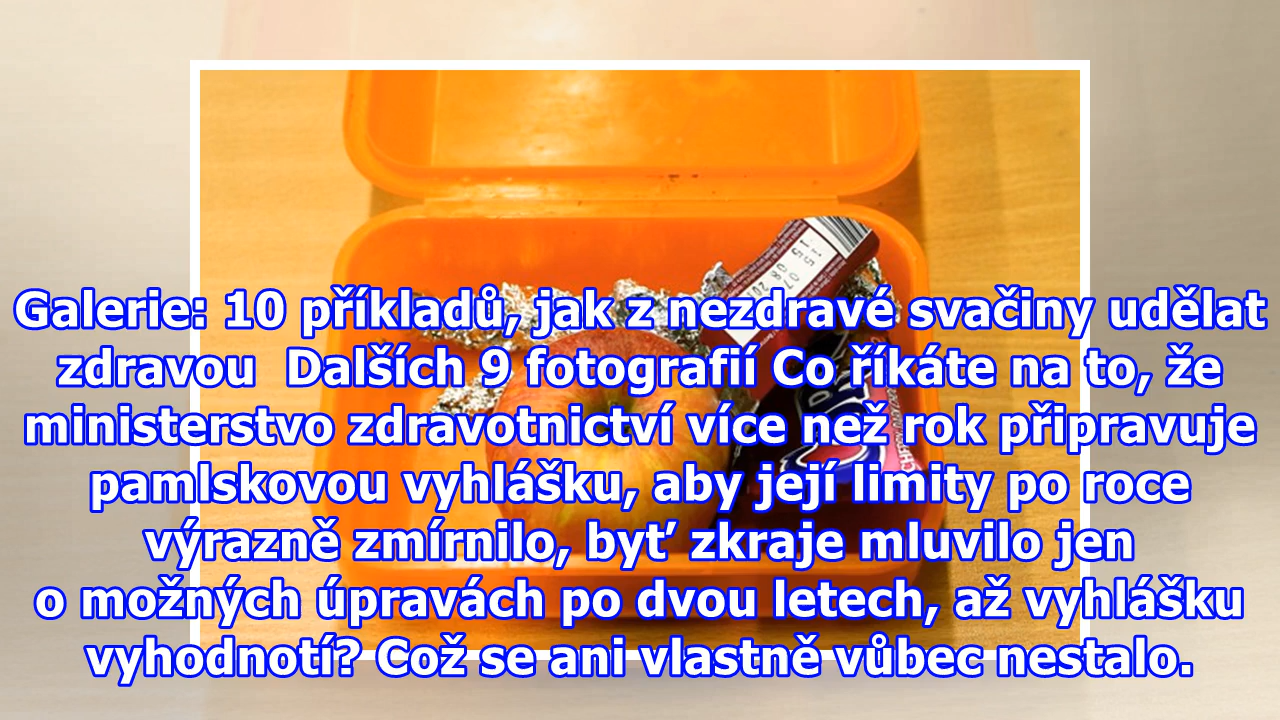 Galerie: 10 příkladů, jak z nezdravé svačiny udělat
zdravou  Dalších 9 fotografií Co říkáte na to, že
ministerstvo zdravotnictví více než rok připravuje
pamlskovou vyhlášku, aby její limity po roce
výrazně zmírnilo, byť zkraje mluvilo jen
o možných úpravách po dvou letech, až vyhlášku
vyhodnotí? Což se ani vlastně vůbec nestalo.